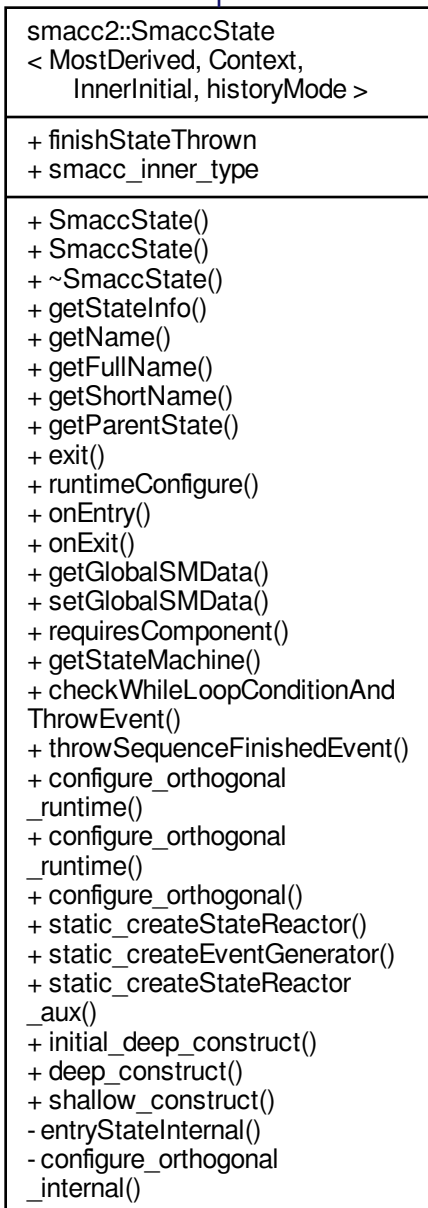 smacc2::SmaccState
< MostDerived, Context,
InnerInitial, historyMode >
+ finishStateThrown
+ smacc_inner_type
+ SmaccState()
+ SmaccState()
+ ~SmaccState()
+ getStateInfo()
+ getName()
+ getFullName()
+ getShortName()
+ getParentState()
+ exit()
+ runtimeConfigure()
+ onEntry()
+ onExit()
+ getGlobalSMData()
+ setGlobalSMData()
+ requiresComponent()
+ getStateMachine()
+ checkWhileLoopConditionAnd
ThrowEvent()
+ throwSequenceFinishedEvent()
+ configure_orthogonal
_runtime()
+ configure_orthogonal
_runtime()
+ configure_orthogonal()
+ static_createStateReactor()
+ static_createEventGenerator()
+ static_createStateReactor
_aux()
+ initial_deep_construct()
+ deep_construct()
+ shallow_construct()
- entryStateInternal()
- configure_orthogonal
_internal()